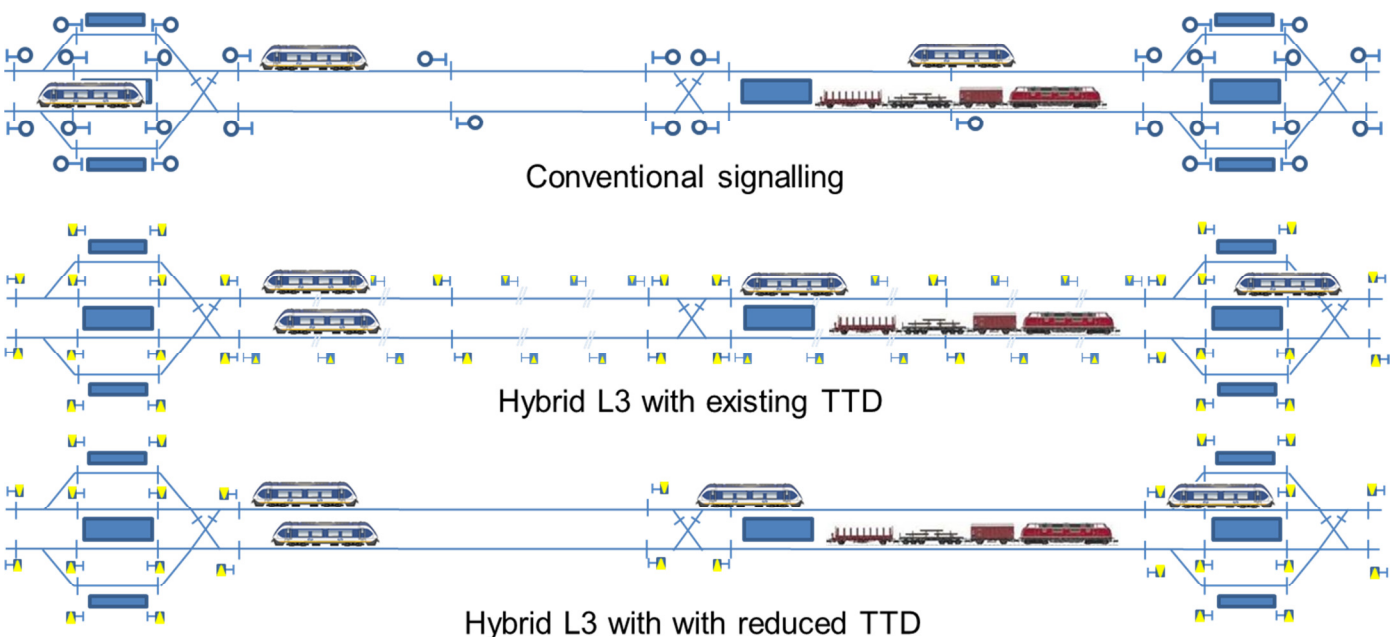 Conventional signalling
Hybrid L3 with existing TTD
Hybrid L3 with with reduced TTD